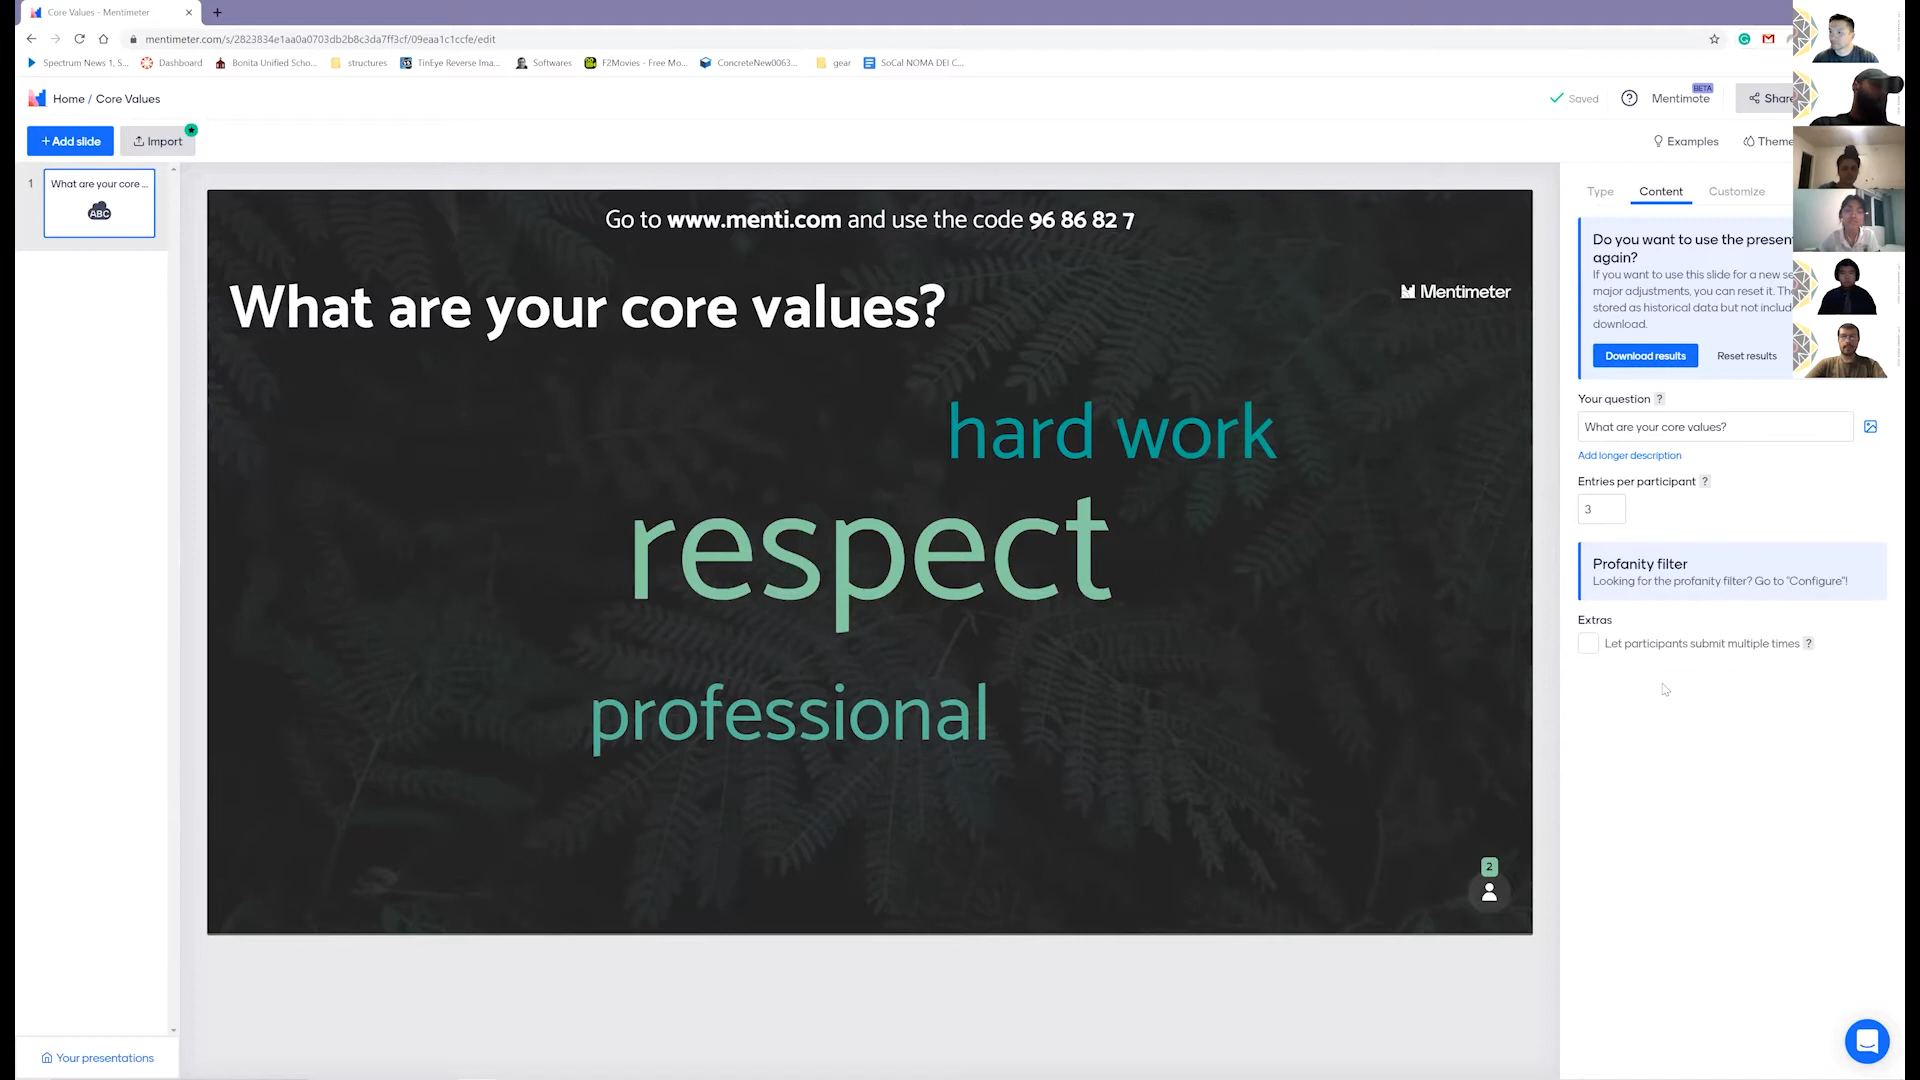 Core Values - Mentimeter
mentimeter.com/s/2823834e1aa0a0703db2b8c3da7ff3cf/09eaa1c1ccfe/edit
Spectrum News 1, S...
Dashboard
Bonita Unified Scho...
structures
TinEye Reverse Ima...
Softwares
F2Movies - Free Mo...
ConcreteNew0063...
gear
SoCal NOMA DEI C...
Home / Core Values
Saved
Mentimote
BETA
Share
+ Add slide
Import
Examples
Theme
1
What are your core ...
ABC
Go to www.menti.com and use the code 96 86 82 7
What are your core values?
Mentimeter
hard work
respect
professional
2
Type
Content
Customize
Do you want to use the presen
again?
If you want to use this slide for a new se
major adjustments, you can reset it. The
stored as historical data but not includ
download.
Download results
Reset results
Your question ?
What are your core values?
Add longer description
Entries per participant ?
3
Profanity filter
Looking for the profanity filter? Go to "Configure"!
Extras
Let participants submit multiple times ?
Your presentations